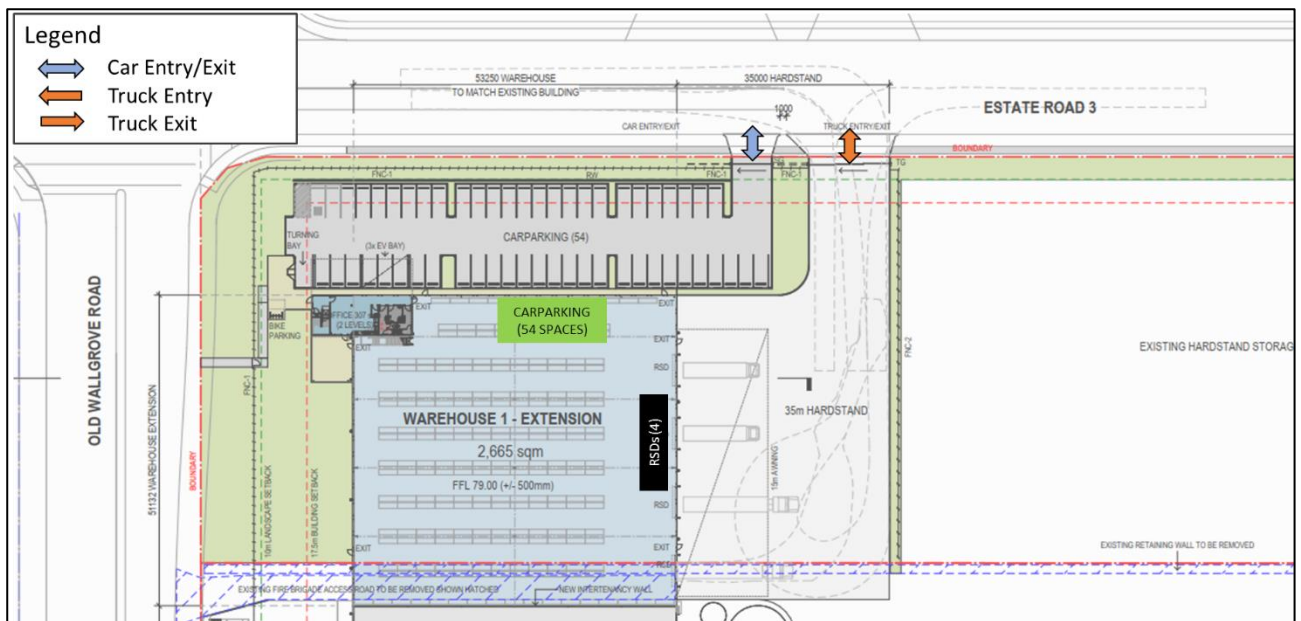 Legend
Car Entry/Exit
Truck Entry
Truck Exit
53250 WAREHOUSE
TO MATCH EXISTING BUILDING
35000 HARDSTAND
1000
ESTATE ROAD 3
CAR ENTRY/EXIT
TRUCK ENTRY/EXIT
BOUNDARY
FNC-1
RW
FNC-1
FNC-1
TG
TURNING
BAY
(3x EV BAY)
CARPARKING (54)
BIKE
PARKING
OFFICE 307
(2 LEVELS)
EXIT
CARPARKING
(54 SPACES)
EXIT
EXIT
EXIT
RSD
OLD WALLGROVE ROAD
51132 WAREHOUSE EXTENSION
BOUNDARY
FNC-1
10m LANDSCAPE SETBACK
17.5m BUILDING SETBACK
WAREHOUSE 1 - EXTENSION
2,665 sqm
FFL 79.00 (+/- 500mm)
RSDs (4)
RSD
RSD
35m HARDSTAND
15m AWNING
FNC-2
EXISTING HARDSTAND STORAG
EXIT
EXIT
EXISTING RETAINING WALL TO BE REMOVED
EXISTING FIRE BRIGADE ACCESS ROAD TO BE REMOVED SHOWN HATCHED
NEW INTERTENANCY WALL